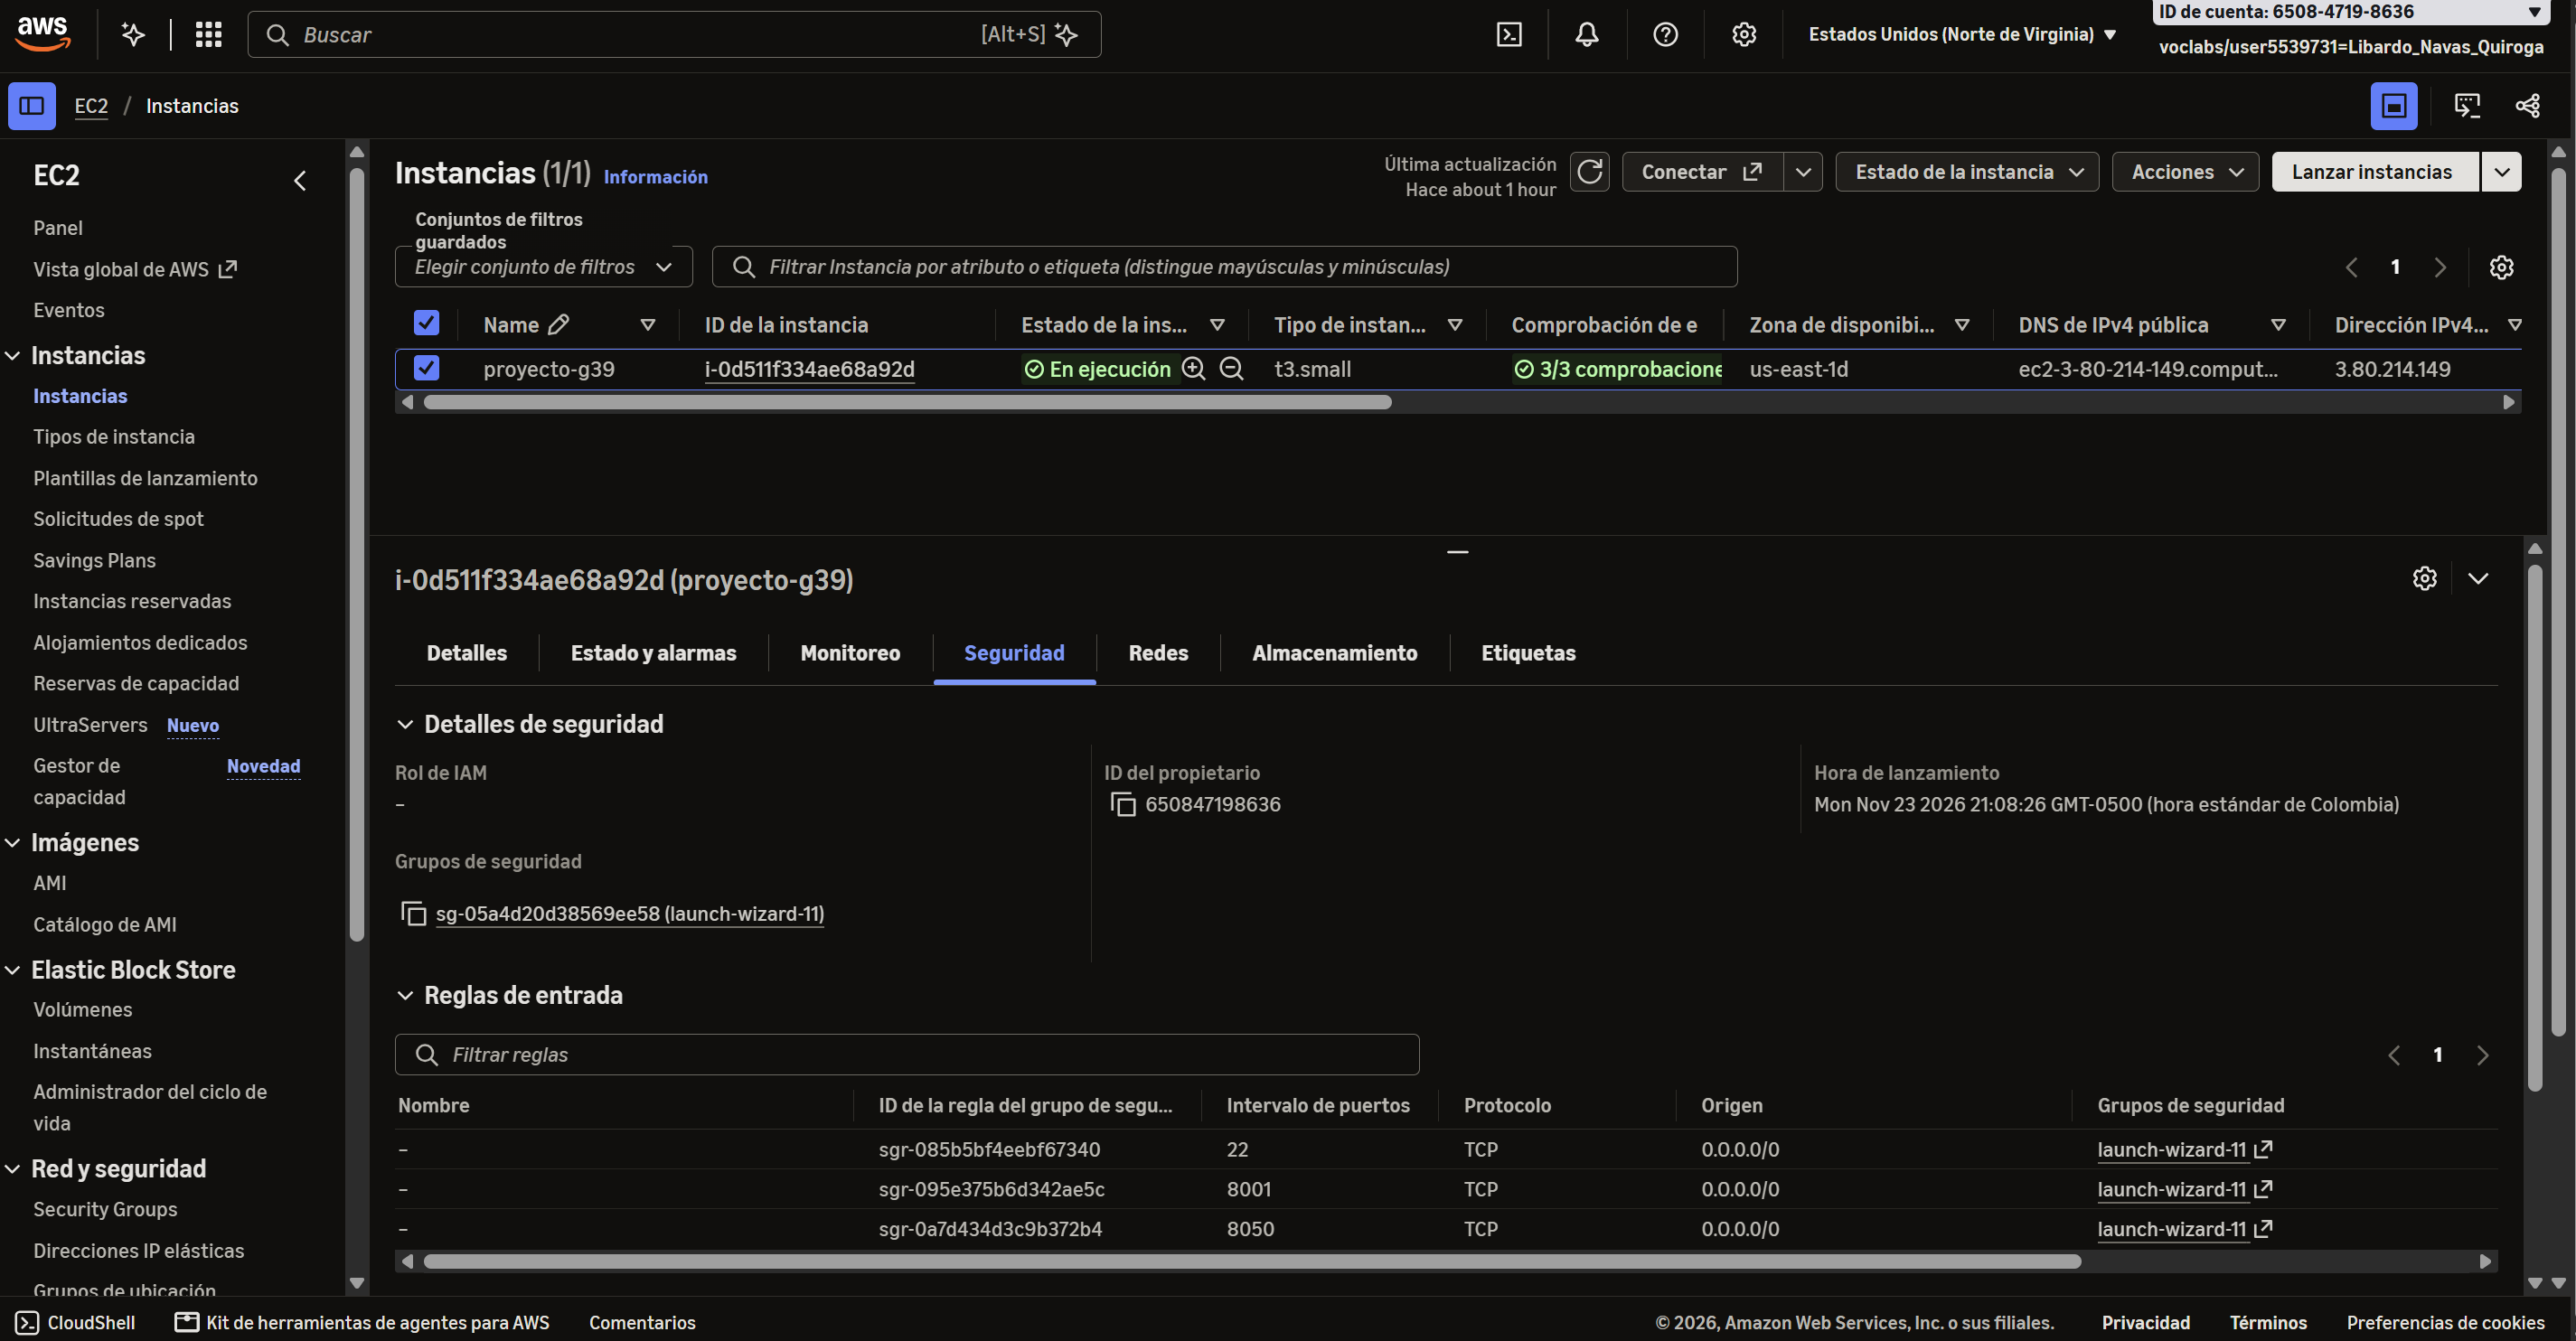 aws
Buscar
[Alt+S]
Estados Unidos (Norte de Virginia)
ID de cuenta: 6508-4719-8636
voclabs/user5539731=Libardo_Navas_Quiroga
EC2 / Instancias
EC2
Panel
Vista global de AWS
Eventos
Instancias
Instancias
Tipos de instancia
Plantillas de lanzamiento
Solicitudes de spot
Savings Plans
Instancias reservadas
Alojamientos dedicados
Reservas de capacidad
UltraServers Nuevo
Gestor de capacidad Novedad
Imágenes
AMI
Catálogo de AMI
Elastic Block Store
Volúmenes
Instantáneas
Administrador del ciclo de vida
Red y seguridad
Security Groups
Direcciones IP elásticas
Grupos de ubicación
Instancias (1/1) Información
Última actualización
Hace about 1 hour
Conectar
Estado de la instancia
Acciones
Lanzar instancias
Conjuntos de filtros guardados
Elegir conjunto de filtros
Filtrar Instancia por atributo o etiqueta (distingue mayúsculas y minúsculas)
1
Name ID de la instancia Estado de la ins... Tipo de instan... Comprobación de e Zona de disponibi... DNS de IPv4 pública Dirección IPv4...
proyecto-g39 i-0d511f334ae68a92d En ejecución t3.small 3/3 comprobacione us-east-1d ec2-3-80-214-149.comput... 3.80.214.149
i-0d511f334ae68a92d (proyecto-g39)
Detalles Estado y alarmas Monitoreo Seguridad Redes Almacenamiento Etiquetas
Detalles de seguridad
Rol de IAM
–
ID del propietario
650847198636
Hora de lanzamiento
Mon Nov 23 2026 21:08:26 GMT-0500 (hora estándar de Colombia)
Grupos de seguridad
sg-05a4d20d38569ee58 (launch-wizard-11)
Reglas de entrada
Filtrar reglas
1
Nombre ID de la regla del grupo de segu... Intervalo de puertos Protocolo Origen Grupos de seguridad
– sgr-085b5bf4eebf67340 22 TCP 0.0.0.0/0 launch-wizard-11
– sgr-095e375b6d342ae5c 8001 TCP 0.0.0.0/0 launch-wizard-11
– sgr-0a7d434d3c9b372b4 8050 TCP 0.0.0.0/0 launch-wizard-11
CloudShell
Kit de herramientas de agentes para AWS
Comentarios
© 2026, Amazon Web Services, Inc. o sus filiales.
Privacidad
Términos
Preferencias de cookies